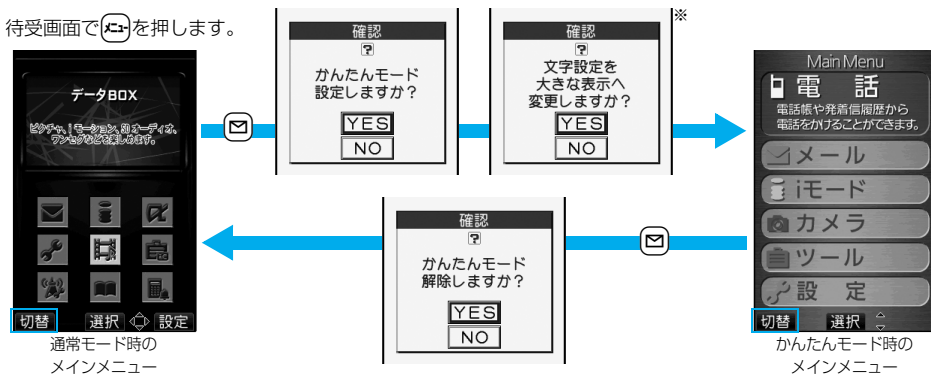 待受画面でﾒﾆｭｰを押します。
データBOX
ピクチャ、iモーション、SDオーディオ、
ワンセグなどを楽しめます。
切替
選択
設定
通常モード時の
メインメニュー
確認
?
かんたんモード
設定しますか?
YES
NO
※
確認
?
文字設定を
大きな表示へ
変更しますか?
YES
NO
確認
?
かんたんモード
解除しますか?
YES
NO
Main Menu
電 話
電話帳や発着信履歴から
電話をかけることができます。
メール
iモード
カメラ
ツール
設 定
切替
選択
かんたんモード時の
メインメニュー